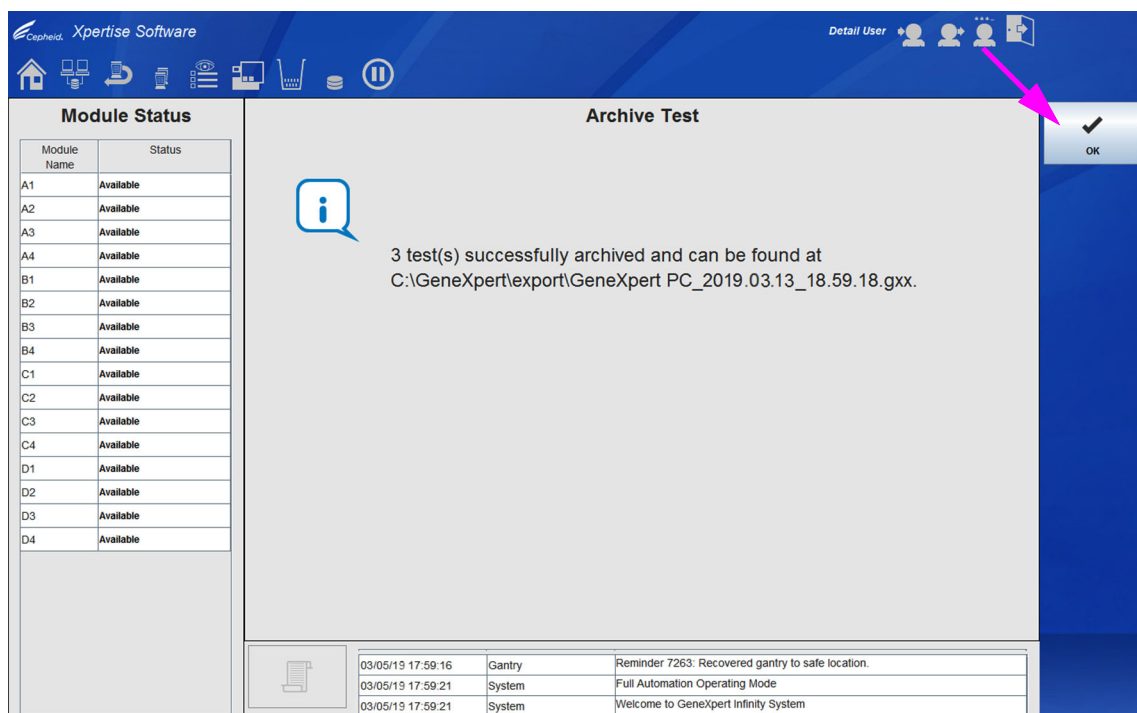 Cepheid. Xpertise Software
Detail User
Module Status
Module Name
Status
A1 Available
A2 Available
A3 Available
A4 Available
B1 Available
B2 Available
B3 Available
B4 Available
C1 Available
C2 Available
C3 Available
C4 Available
D1 Available
D2 Available
D3 Available
D4 Available
Archive Test
3 test(s) successfully archived and can be found at
C:\GeneXpert\export\GeneXpert PC_2019.03.13_18.59.18.gxx.
OK
03/05/19 17:59:16 Gantry Reminder 7263: Recovered gantry to safe location.
03/05/19 17:59:21 System Full Automation Operating Mode
03/05/19 17:59:21 System Welcome to GeneXpert Infinity System